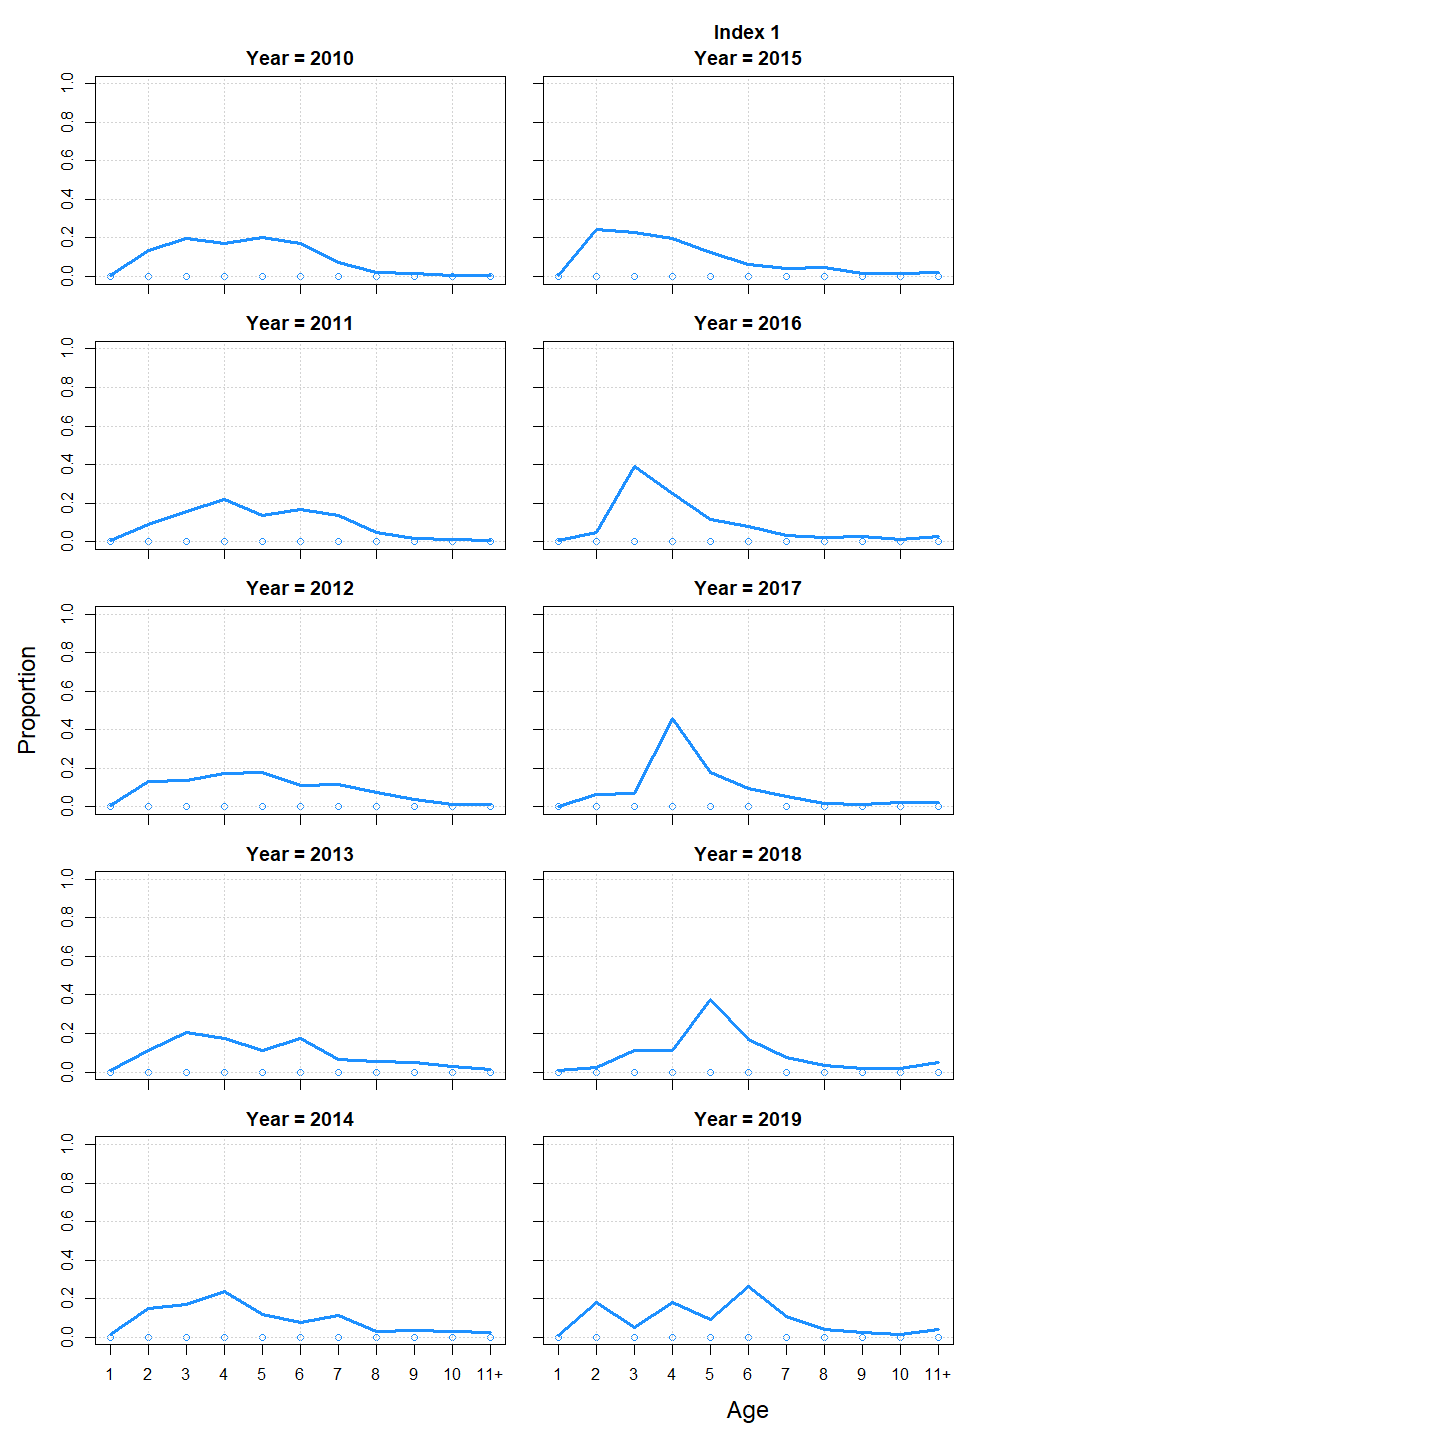 Index 1
Year = 2010
Year = 2015
0.0 0.2 0.4 0.6 0.8 1.0
Year = 2011
Year = 2016
0.0 0.2 0.4 0.6 0.8 1.0
Year = 2012
Year = 2017
0.0 0.2 0.4 0.6 0.8 1.0
Proportion
Year = 2013
Year = 2018
0.0 0.2 0.4 0.6 0.8 1.0
Year = 2014
Year = 2019
0.0 0.2 0.4 0.6 0.8 1.0
1 2 3 4 5 6 7 8 9 10 11+
1 2 3 4 5 6 7 8 9 10 11+
Age